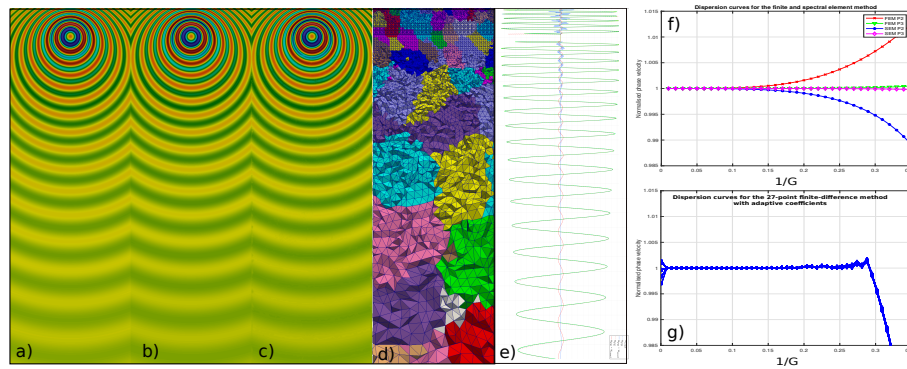 a)
b)
c)
d)
e)
f)
Dispersion curves for the finite and spectral element method
FEM P2
FEM P3
SEM P2
SEM P3
Normalised phase velocity
1.015
1.01
1.005
1
0.995
0.99
0.985
0
0.05
0.1
0.15
0.2
0.25
0.3
0.35
1/G
g)
Dispersion curves for the 27-point finite-difference method
with adaptive coefficients
Normalised phase velocity
1.015
1.01
1.005
1
0.995
0.99
0.985
0
0.05
0.1
0.15
0.2
0.25
0.3
1/G